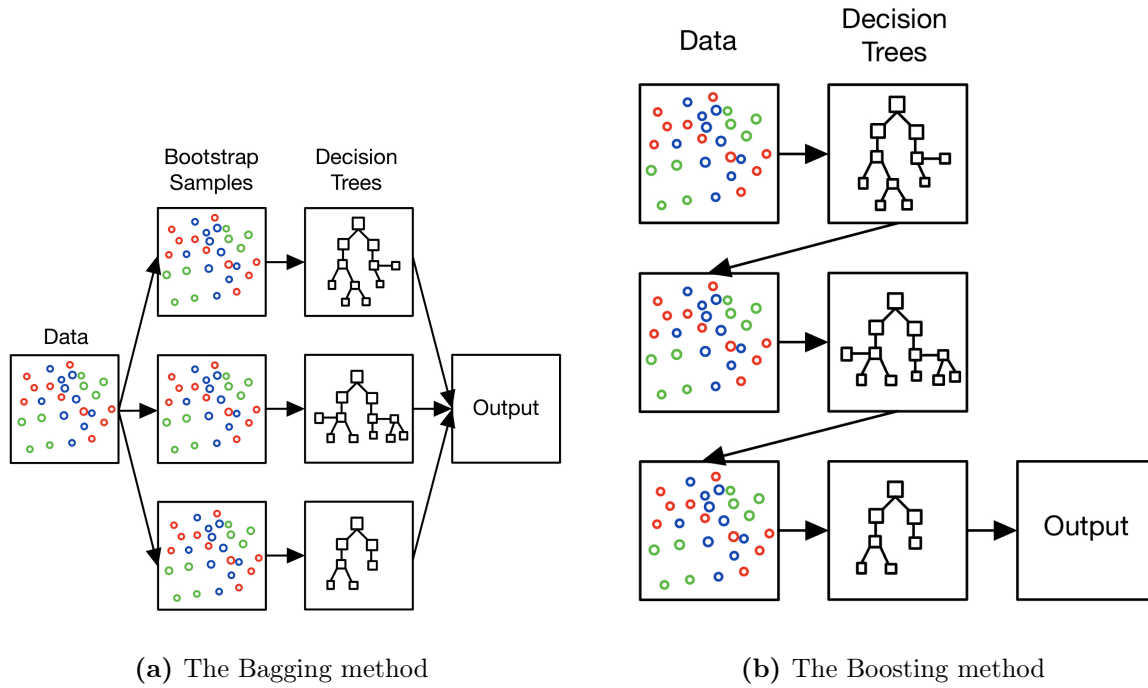 Data
Bootstrap
Samples
Decision
Trees
Output
(a) The Bagging method
Data
Decision
Trees
Output
(b) The Boosting method